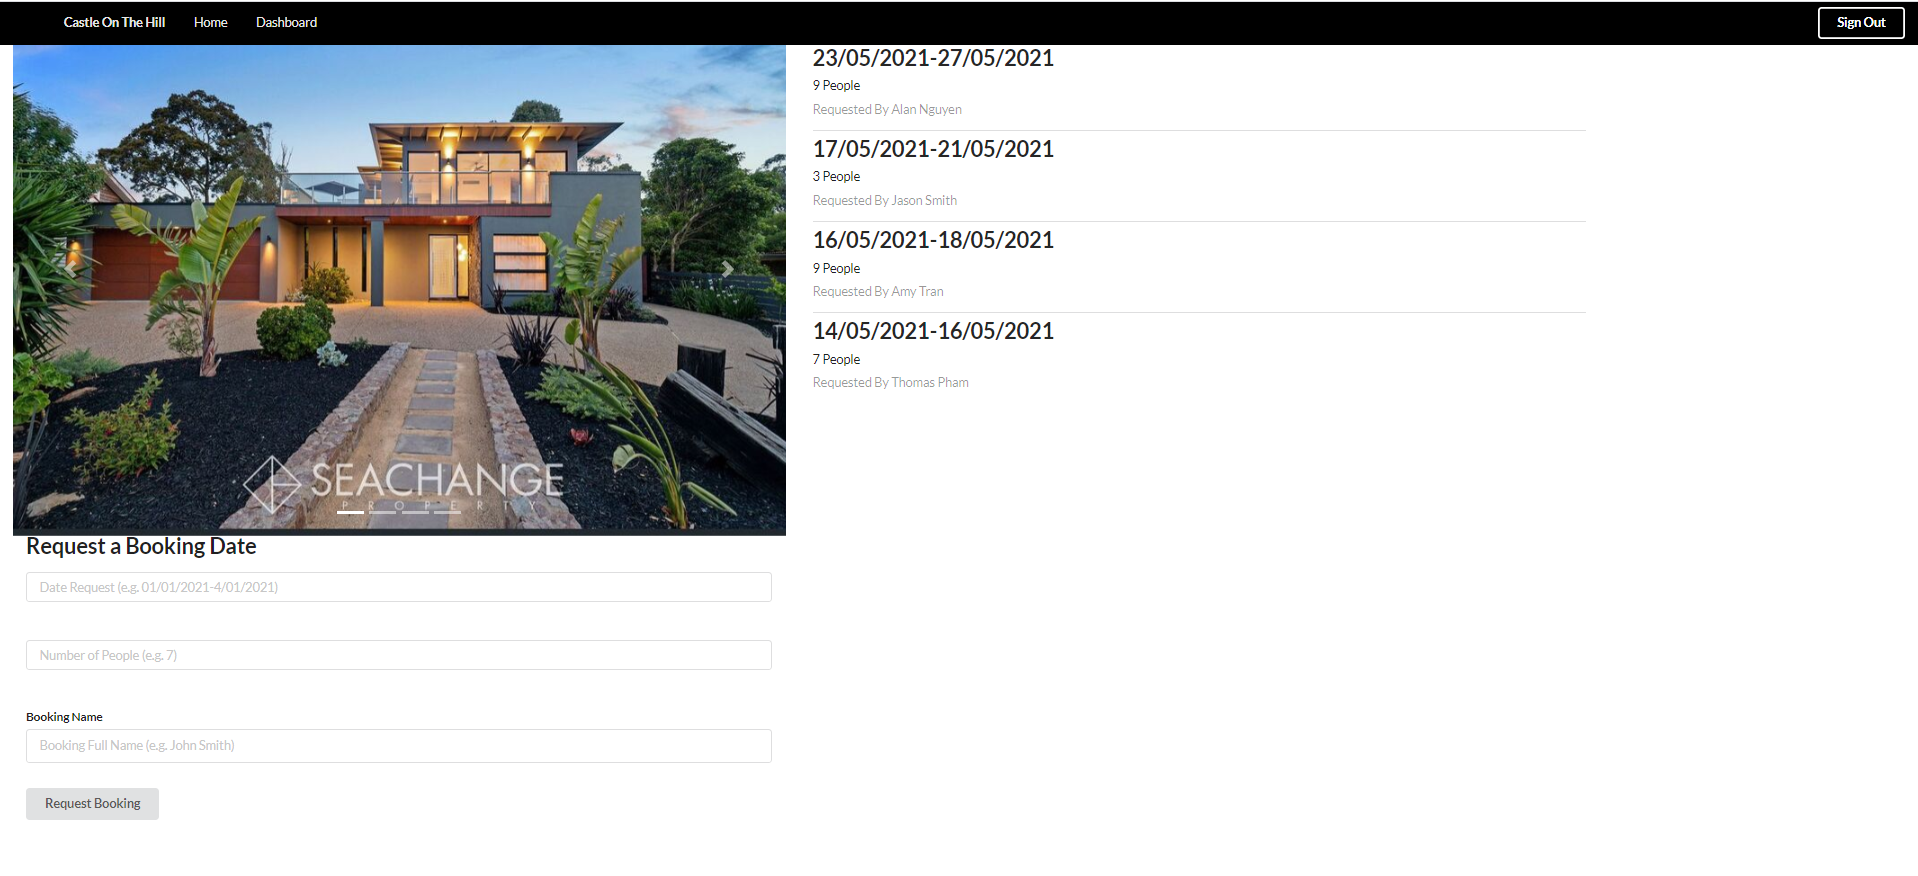 Castle On The Hill Home Dashboard Sign Out
SEACHANGE
PROPERTY
Request a Booking Date
Date Request (e.g. 01/01/2021-4/01/2021)
Number of People (e.g. 7)
Booking Name
Booking Full Name (e.g. John Smith)
Request Booking
23/05/2021-27/05/2021
9 People
Requested By Alan Nguyen
17/05/2021-21/05/2021
3 People
Requested By Jason Smith
16/05/2021-18/05/2021
9 People
Requested By Amy Tran
14/05/2021-16/05/2021
7 People
Requested By Thomas Pham